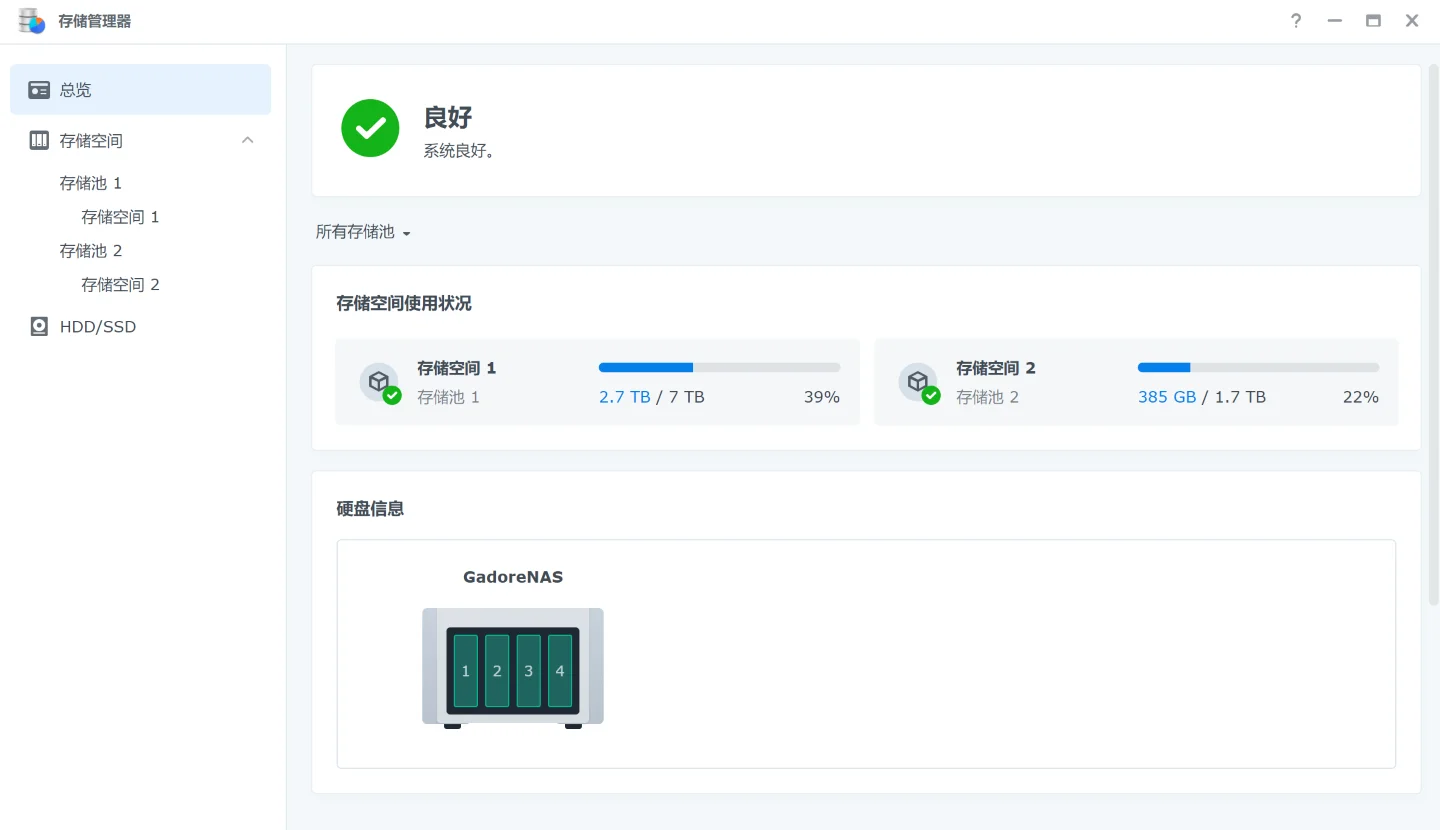 存储管理器
总览
存储空间
存储池 1
存储空间 1
存储池 2
存储空间 2
HDD/SSD
良好
系统良好。
所有存储池
存储空间使用状况
存储空间 1
存储池 1
2.7 TB / 7 TB
39%
存储空间 2
存储池 2
385 GB / 1.7 TB
22%
硬盘信息
GadoreNAS
1 2 3 4